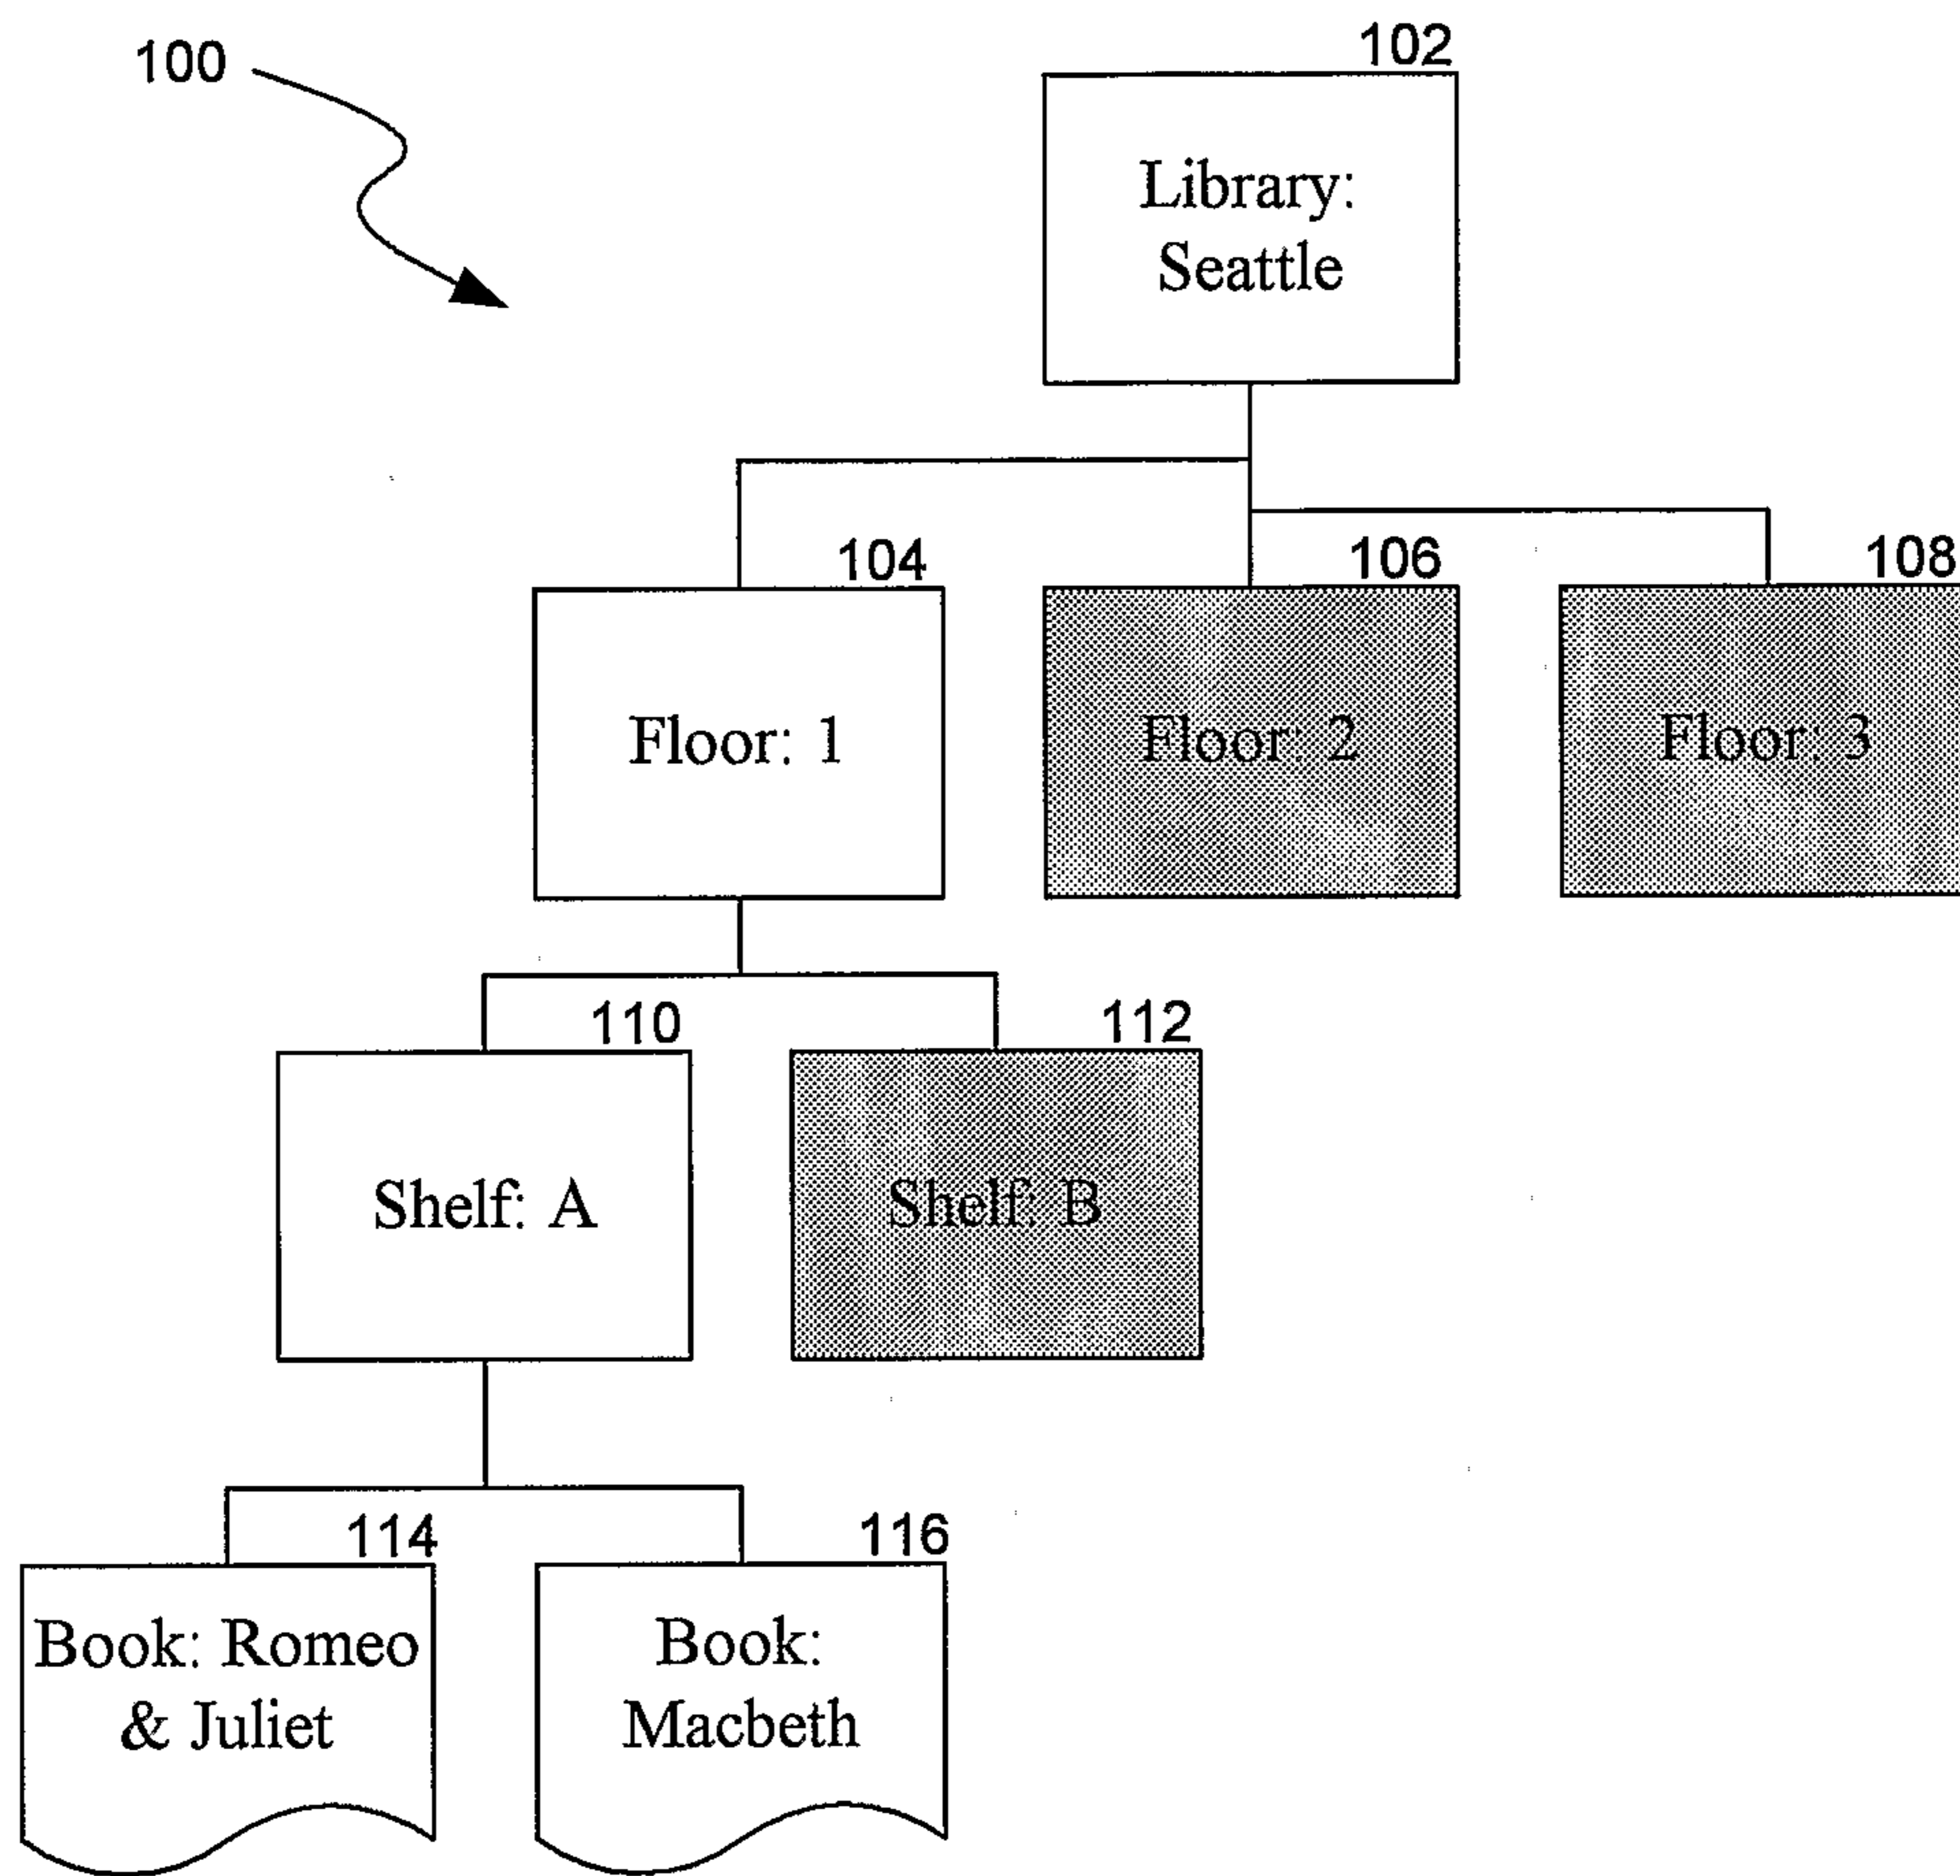 100
102
Library:
Seattle
104
106
108
Floor: 1
Floor: 2
Floor: 3
110
112
Shelf: A
Shelf: B
114
116
Book: Romeo
& Juliet
Book:
Macbeth